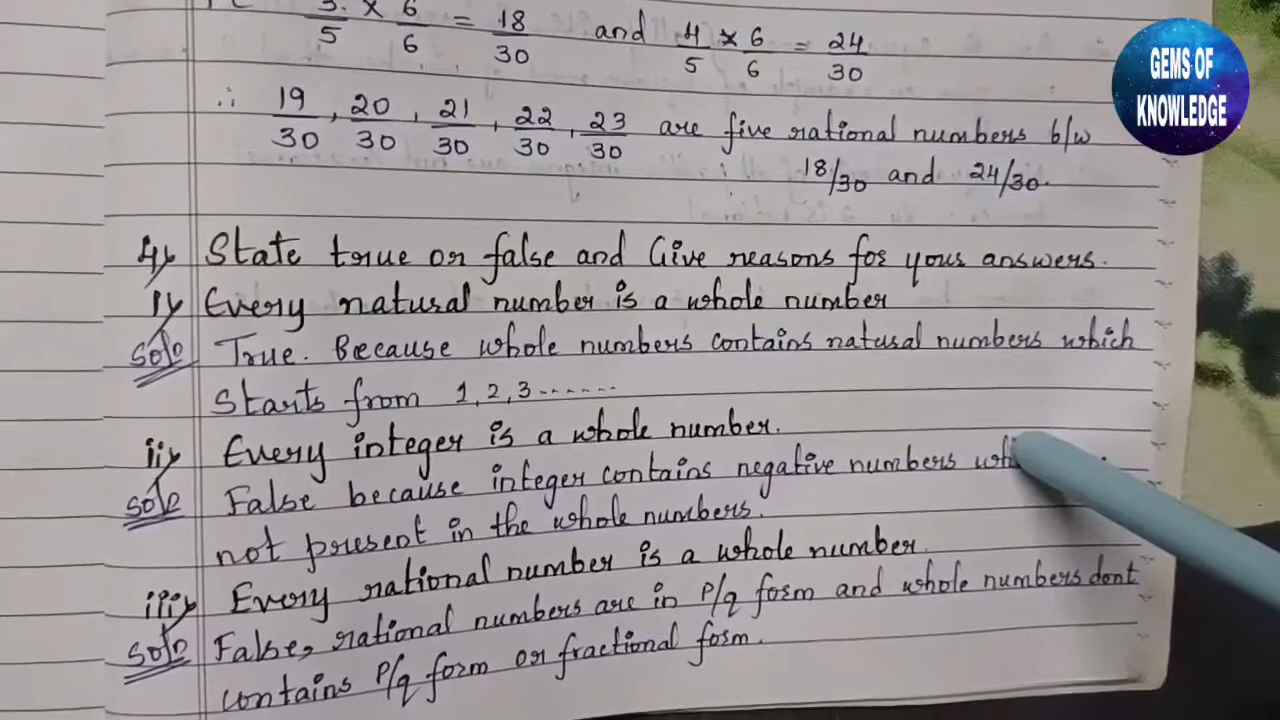 3/5 × 6/6 = 18/30 and 4/5 × 6/6 = 24/30
GEMS OF
KNOWLEDGE
∴ 19/30, 20/30, 21/30, 22/30, 23/30 are five rational numbers b/w
18/30 and 24/30.
4) State true or false and Give reasons for your answers.
i) Every natural number is a whole number
Solo True. Because whole numbers contains natural numbers which
Starts from 1, 2, 3 ......
ii) Every integer is a whole number.
Solo False because integer contains negative numbers
not present in the whole numbers.
iii) Every rational number is a whole number.
Solo False, rational numbers are in P/q form and whole numbers dont
contains P/q form or fractional form.